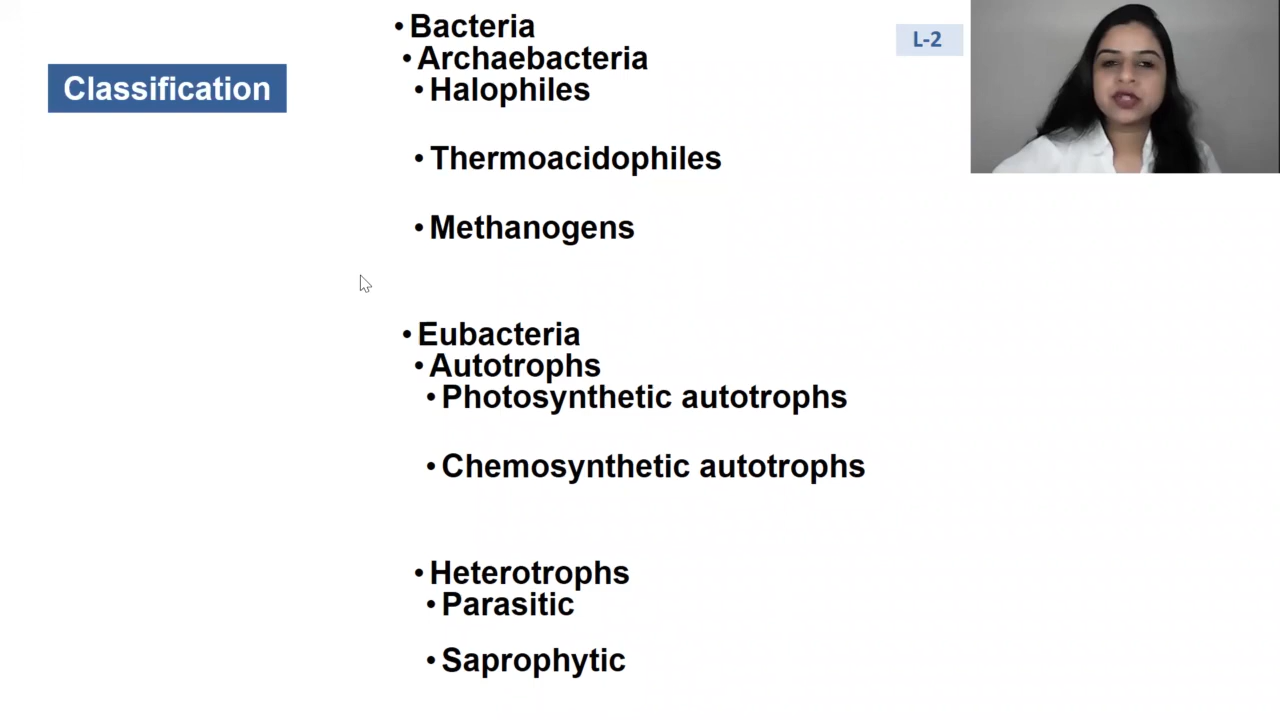 Classification
• Bacteria
• Archaebacteria
• Halophiles
• Thermoacidophiles
• Methanogens
• Eubacteria
• Autotrophs
• Photosynthetic autotrophs
• Chemosynthetic autotrophs
• Heterotrophs
• Parasitic
• Saprophytic
L-2